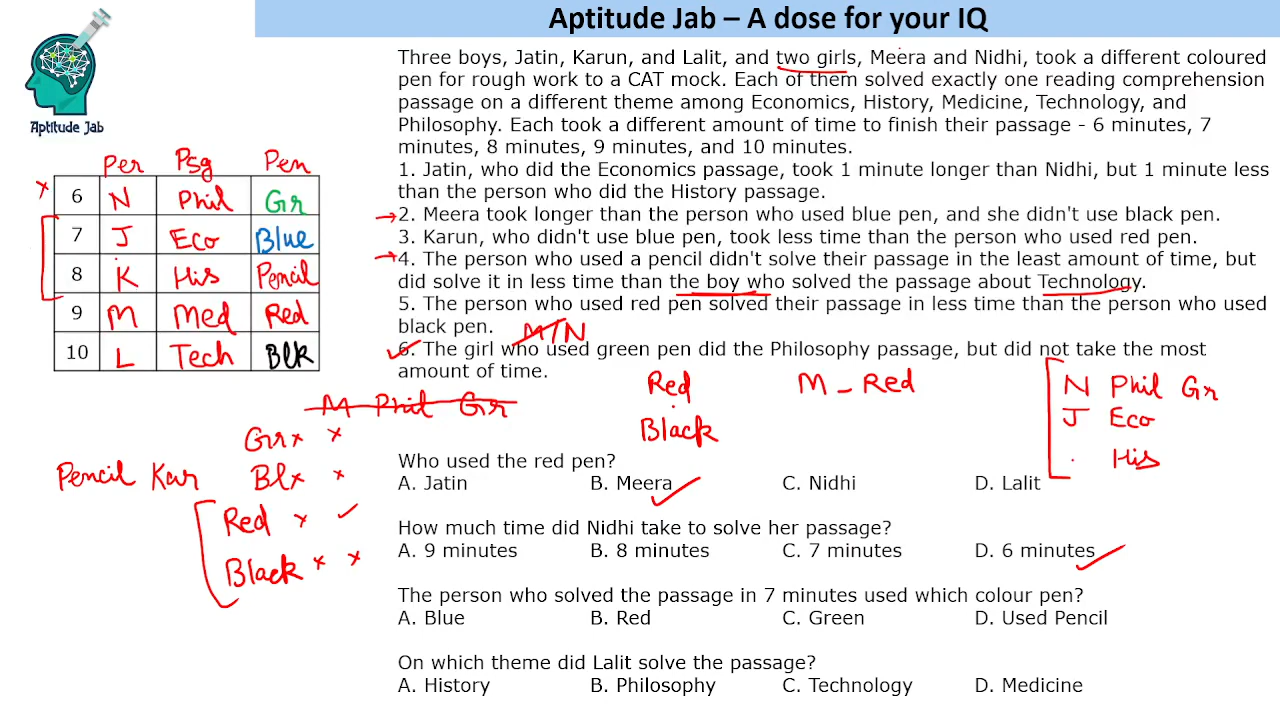 Aptitude Jab – A dose for your IQ
Aptitude Jab
Three boys, Jatin, Karun, and Lalit, and two girls, Meera and Nidhi, took a different coloured
pen for rough work to a CAT mock. Each of them solved exactly one reading comprehension
passage on a different theme among Economics, History, Medicine, Technology, and
Philosophy. Each took a different amount of time to finish their passage - 6 minutes, 7
minutes, 8 minutes, 9 minutes, and 10 minutes.
1. Jatin, who did the Economics passage, took 1 minute longer than Nidhi, but 1 minute less
than the person who did the History passage.
2. Meera took longer than the person who used blue pen, and she didn't use black pen.
3. Karun, who didn't use blue pen, took less time than the person who used red pen.
4. The person who used a pencil didn't solve their passage in the least amount of time, but
did solve it in less time than the boy who solved the passage about Technology.
5. The person who used red pen solved their passage in less time than the person who used
black pen.
6. The girl who used green pen did the Philosophy passage, but did not take the most
amount of time.
Per Psg Pen
x 6 N Phil Gr
7 J Eco Blue
8 K His Pencil
9 M Med Red
10 L Tech Blk
M/N
M Phil Gr
Grx x
Pencil Kar Blx x
Red x ✓
Black x x
Red
Black
M - Red
N Phil Gr
J Eco
. His
Who used the red pen?
A. Jatin B. Meera C. Nidhi D. Lalit
How much time did Nidhi take to solve her passage?
A. 9 minutes B. 8 minutes C. 7 minutes D. 6 minutes
The person who solved the passage in 7 minutes used which colour pen?
A. Blue B. Red C. Green D. Used Pencil
On which theme did Lalit solve the passage?
A. History B. Philosophy C. Technology D. Medicine